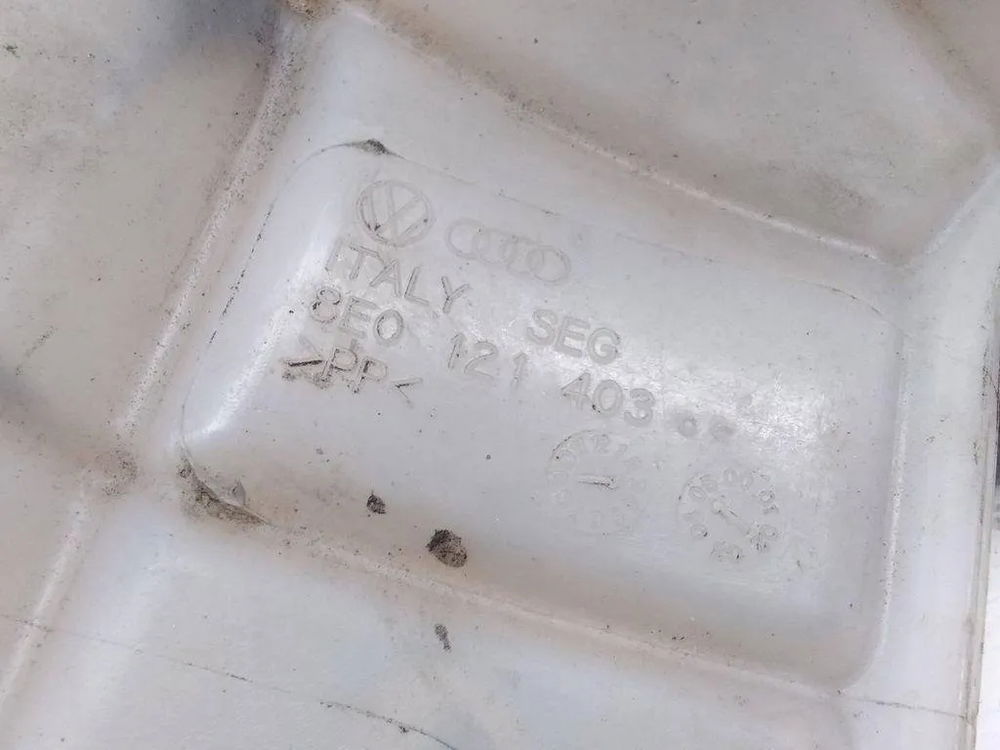 ITALY SEG
8E0 121 403
>PP<